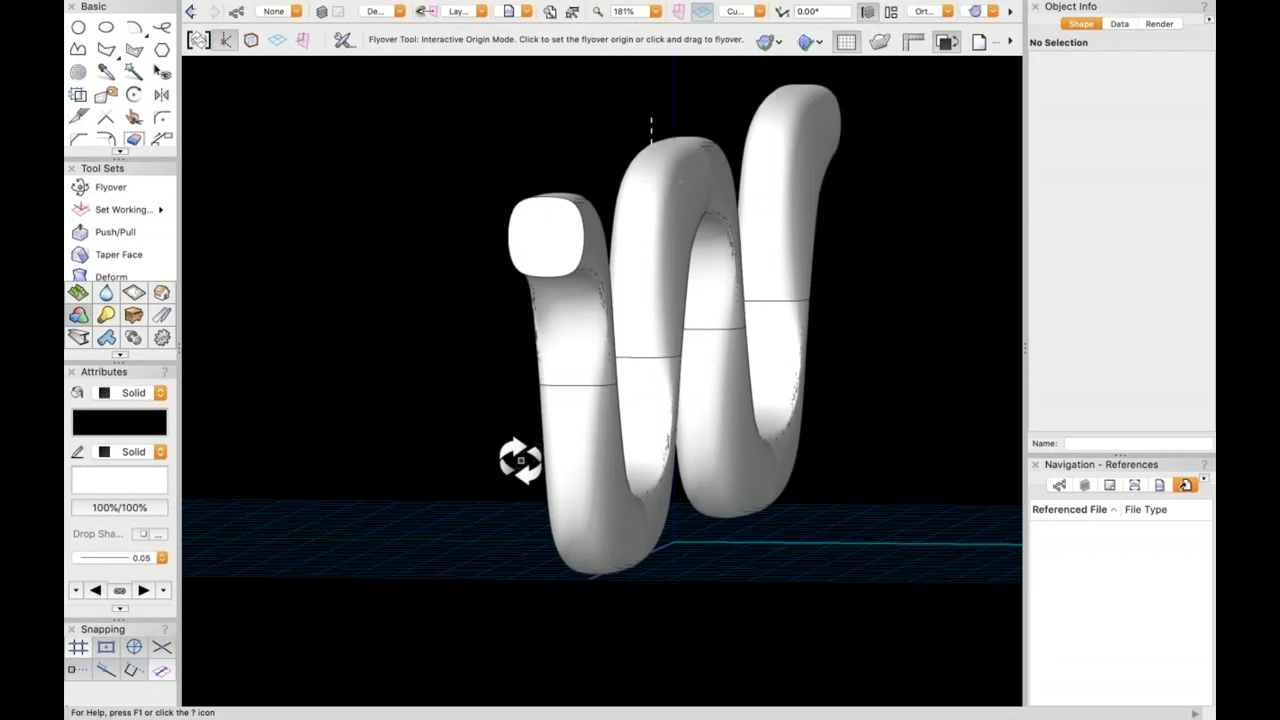 Basic
None
De...
Lay...
181%
Cu...
0.00°
Ort...
Flyover Tool: Interactive Origin Mode. Click to set the flyover origin or click and drag to flyover.
...
Tool Sets
Flyover
Set Working...
Push/Pull
Taper Face
Deform
Attributes
?
Solid
Solid
100%/100%
Drop Sha...
...
0.05
Snapping
?
For Help, press F1 or click the ? icon
Object Info
Shape
Data
Render
No Selection
Name:
Navigation - References
?
Referenced File
File Type